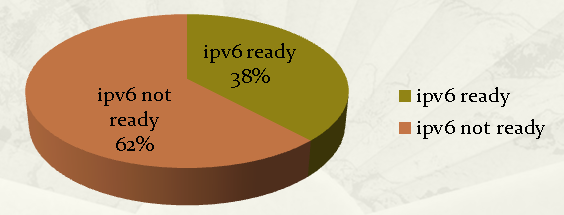 ipv6 ready
38%
ipv6 not
ready
62%
ipv6 ready
ipv6 not ready